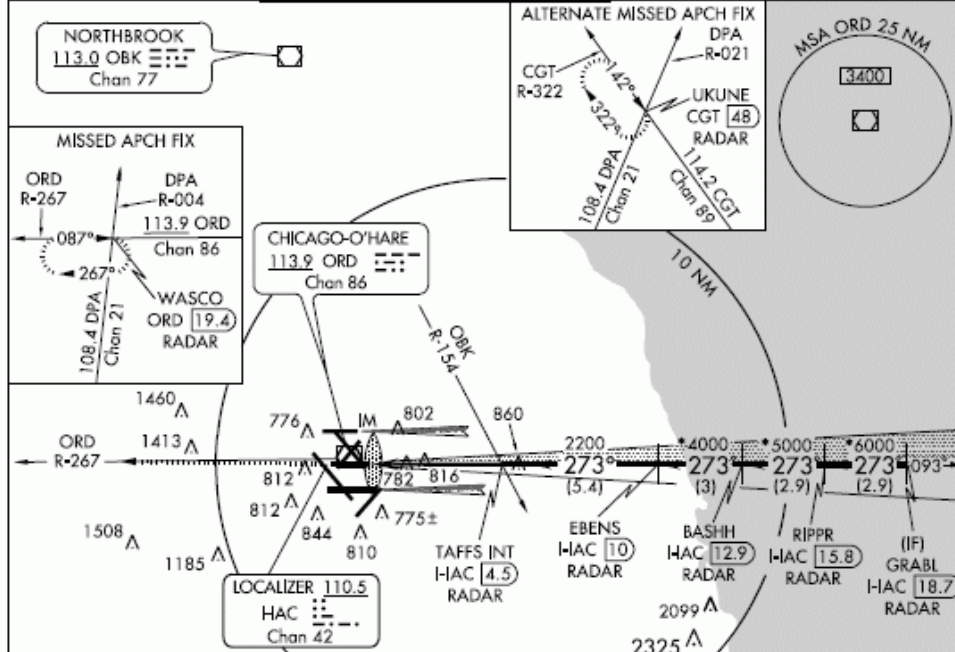 NORTHBROOK
113.0 OBK
Chan 77
ALTERNATE MISSED APCH FIX
DPA
R-021
CGT
R-322
142°
322°
UKUNE
CGT 48
RADAR
108.4 DPA
Chan 21
114.2 CGT
Chan 89
MSA ORD 25 NM
3400
MISSED APCH FIX
ORD
R-267
DPA
R-004
113.9 ORD
Chan 86
087°
267°
WASCO
ORD 19.4
RADAR
108.4 DPA
Chan 21
CHICAGO-O'HARE
113.9 ORD
Chan 86
10 NM
OBK
R-154
1460
1413
776
IM
802
860
ORD
R-267
812
782
816
2200
273°
(5.4)
*4000
273°
(3)
*5000
273
(2.9)
*6000
273°
(2.9)
093°
812
844
775±
810
1508
1185
TAFFS INT
I-IAC 4.5
RADAR
EBENS
I-IAC 10
RADAR
BASHH
I-IAC 12.9
RADAR
RIPPR
I-IAC 15.8
RADAR
(IF)
GRABL
I-IAC 18.7
RADAR
LOCALIZER 110.5
HAC
Chan 42
2099
2325